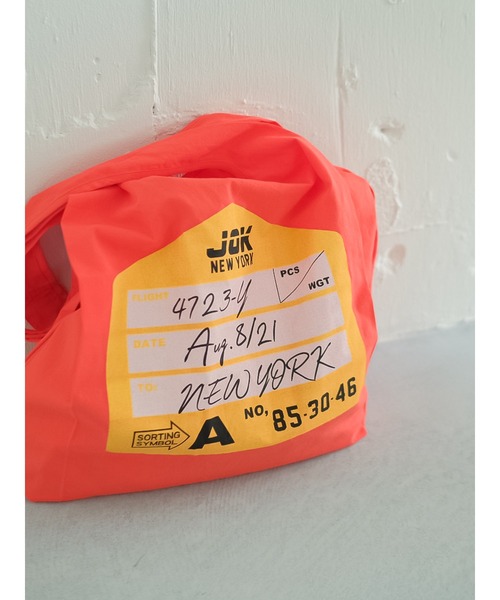 JOK
NEW YORK
FLIGHT 4723-Y PCS / WGT
DATE Aug. 8/21
TO: NEW YORK
SORTING SYMBOL A NO, 85-30-46